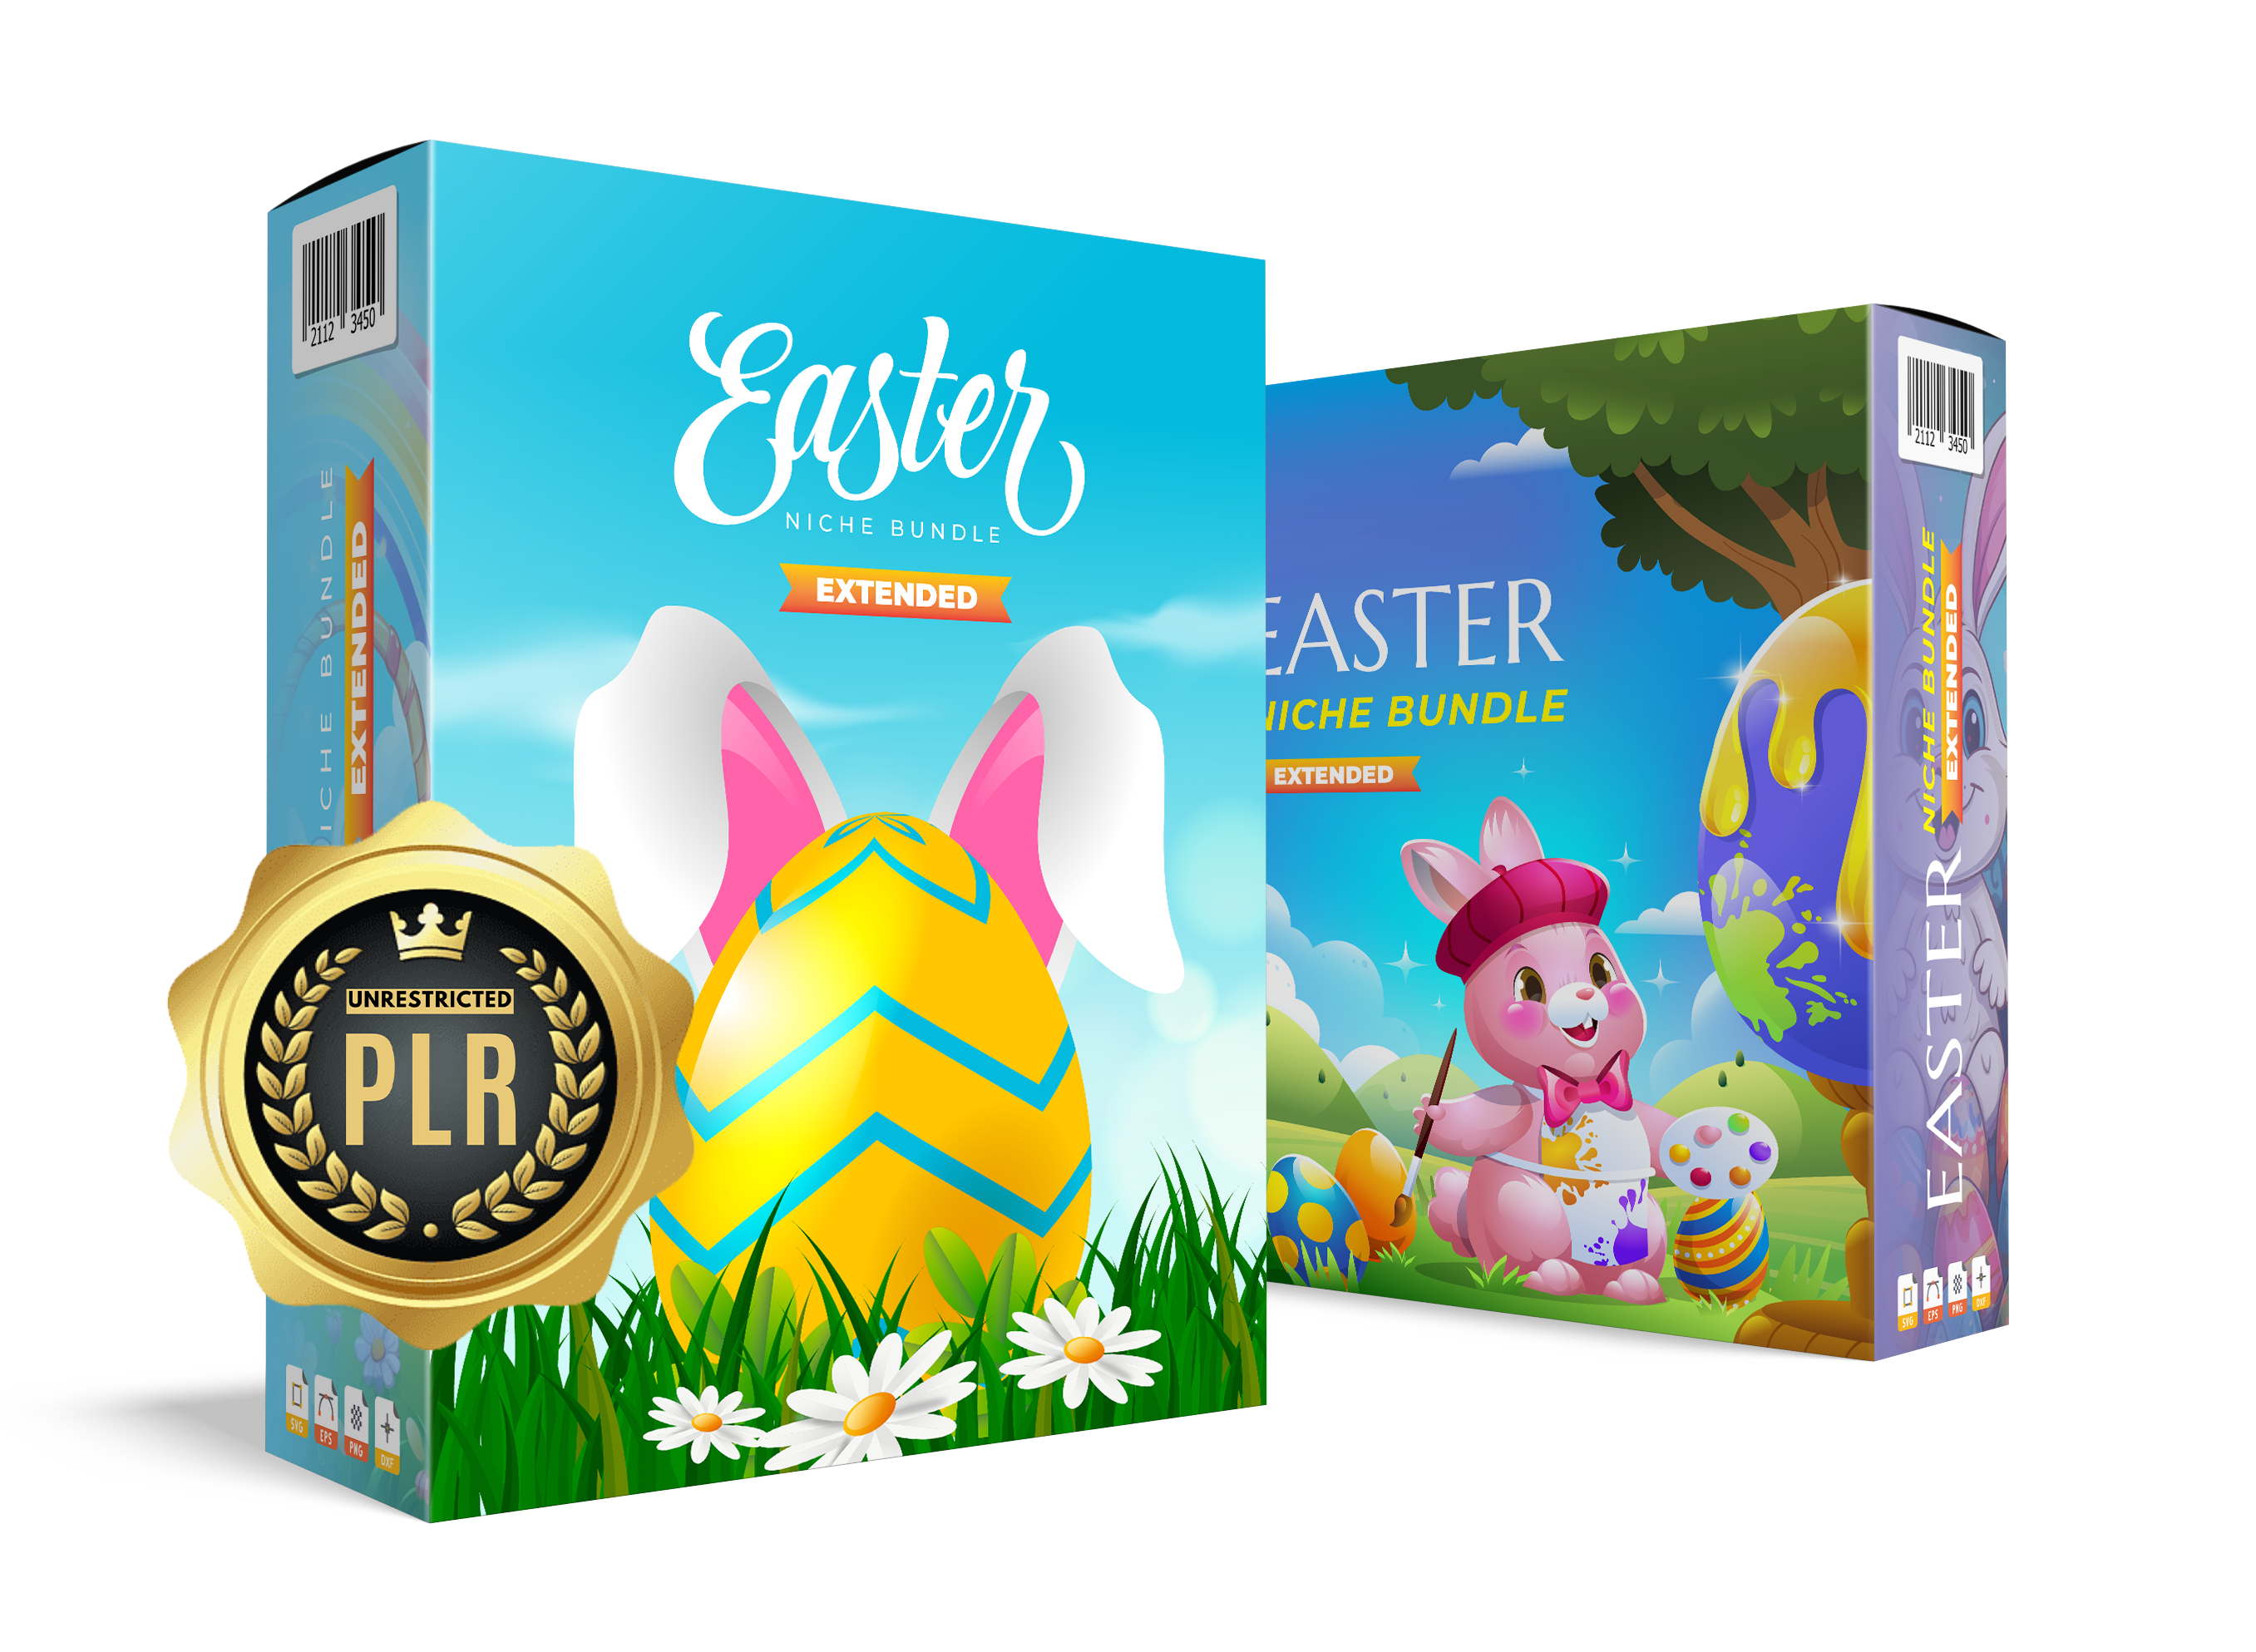 2112 3450
NICHE BUNDLE
EXTENDED
Easter
NICHE BUNDLE
EXTENDED
UNRESTRICTED
PLR
SVG EPS PNG DXF
EASTER
NICHE BUNDLE
EXTENDED
2112 3450
EASTER
NICHE BUNDLE
EXTENDED
SVG EPS PNG DXF